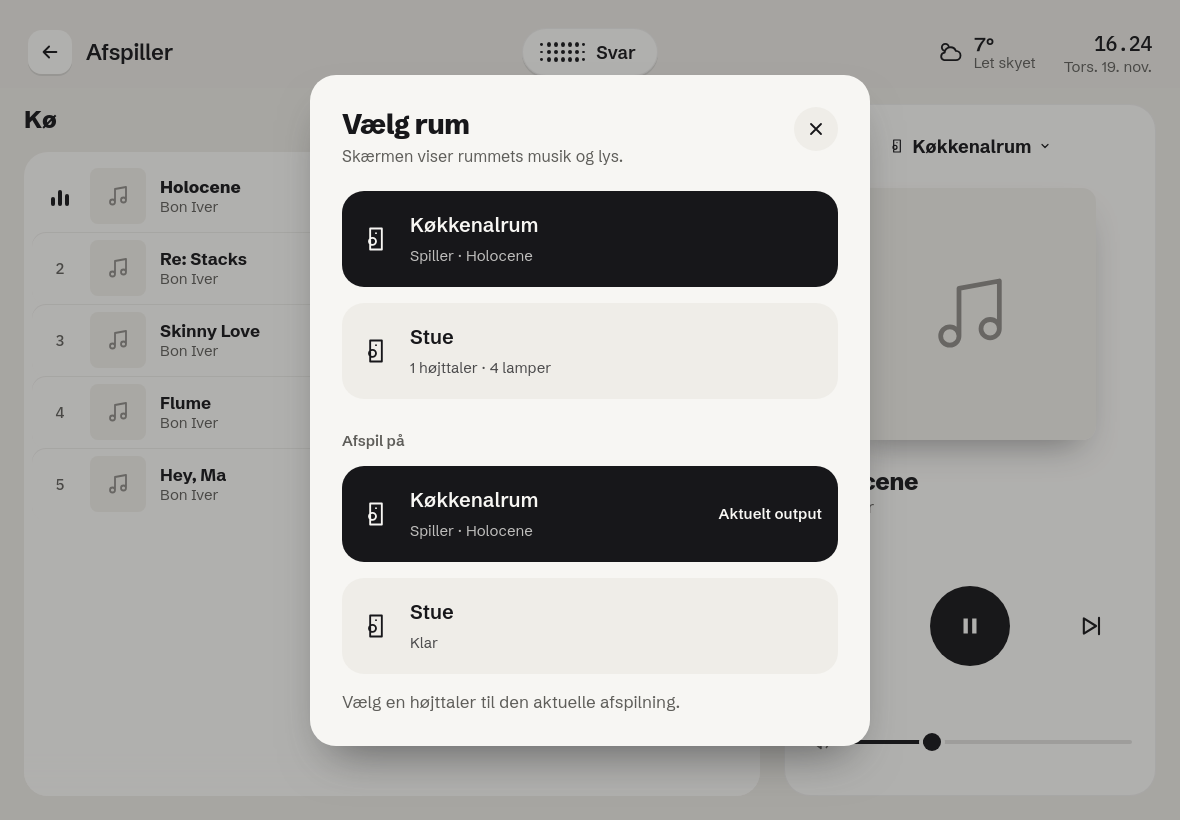 Afspiller
Svar
7°
Let skyet
16.24
Tors. 19. nov.
Kø
Holocene
Bon Iver
2
Re: Stacks
Bon Iver
3
Skinny Love
Bon Iver
4
Flume
Bon Iver
5
Hey, Ma
Bon Iver
Vælg rum
Skærmen viser rummets musik og lys.
Køkkenalrum
Spiller · Holocene
Stue
1 højttaler · 4 lamper
Afspil på
Køkkenalrum
Spiller · Holocene
Aktuelt output
Stue
Klar
Vælg en højttaler til den aktuelle afspilning.
Køkkenalrum